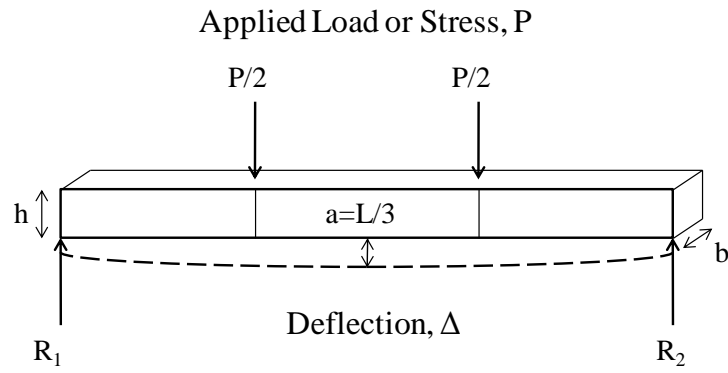 Applied Load or Stress, P
P/2 P/2
h
a=L/3
b
Deflection, Δ
R₁ R₂